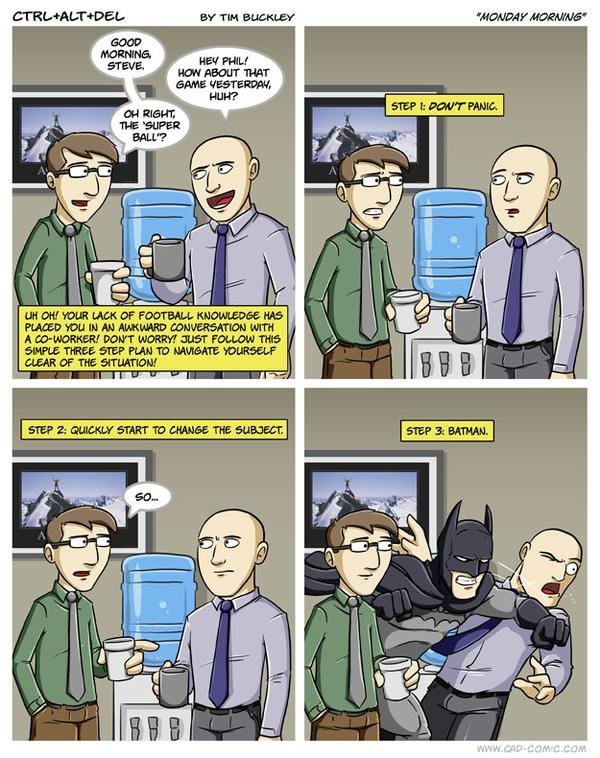 CTRL+ALT+DEL BY TIM BUCKLEY "MONDAY MORNING"
GOOD
MORNING,
STEVE.
HEY PHIL!
HOW ABOUT THAT
GAME YESTERDAY,
HUH?
OH RIGHT,
THE 'SUPER
BALL'?
UH OH! YOUR LACK OF FOOTBALL KNOWLEDGE HAS
PLACED YOU IN AN AWKWARD CONVERSATION WITH
A CO-WORKER! DON'T WORRY! JUST FOLLOW THIS
SIMPLE THREE STEP PLAN TO NAVIGATE YOURSELF
CLEAR OF THE SITUATION!
STEP 1: DON'T PANIC.
STEP 2: QUICKLY START TO CHANGE THE SUBJECT.
SO...
STEP 3: BATMAN.
WWW.CAD-COMIC.COM